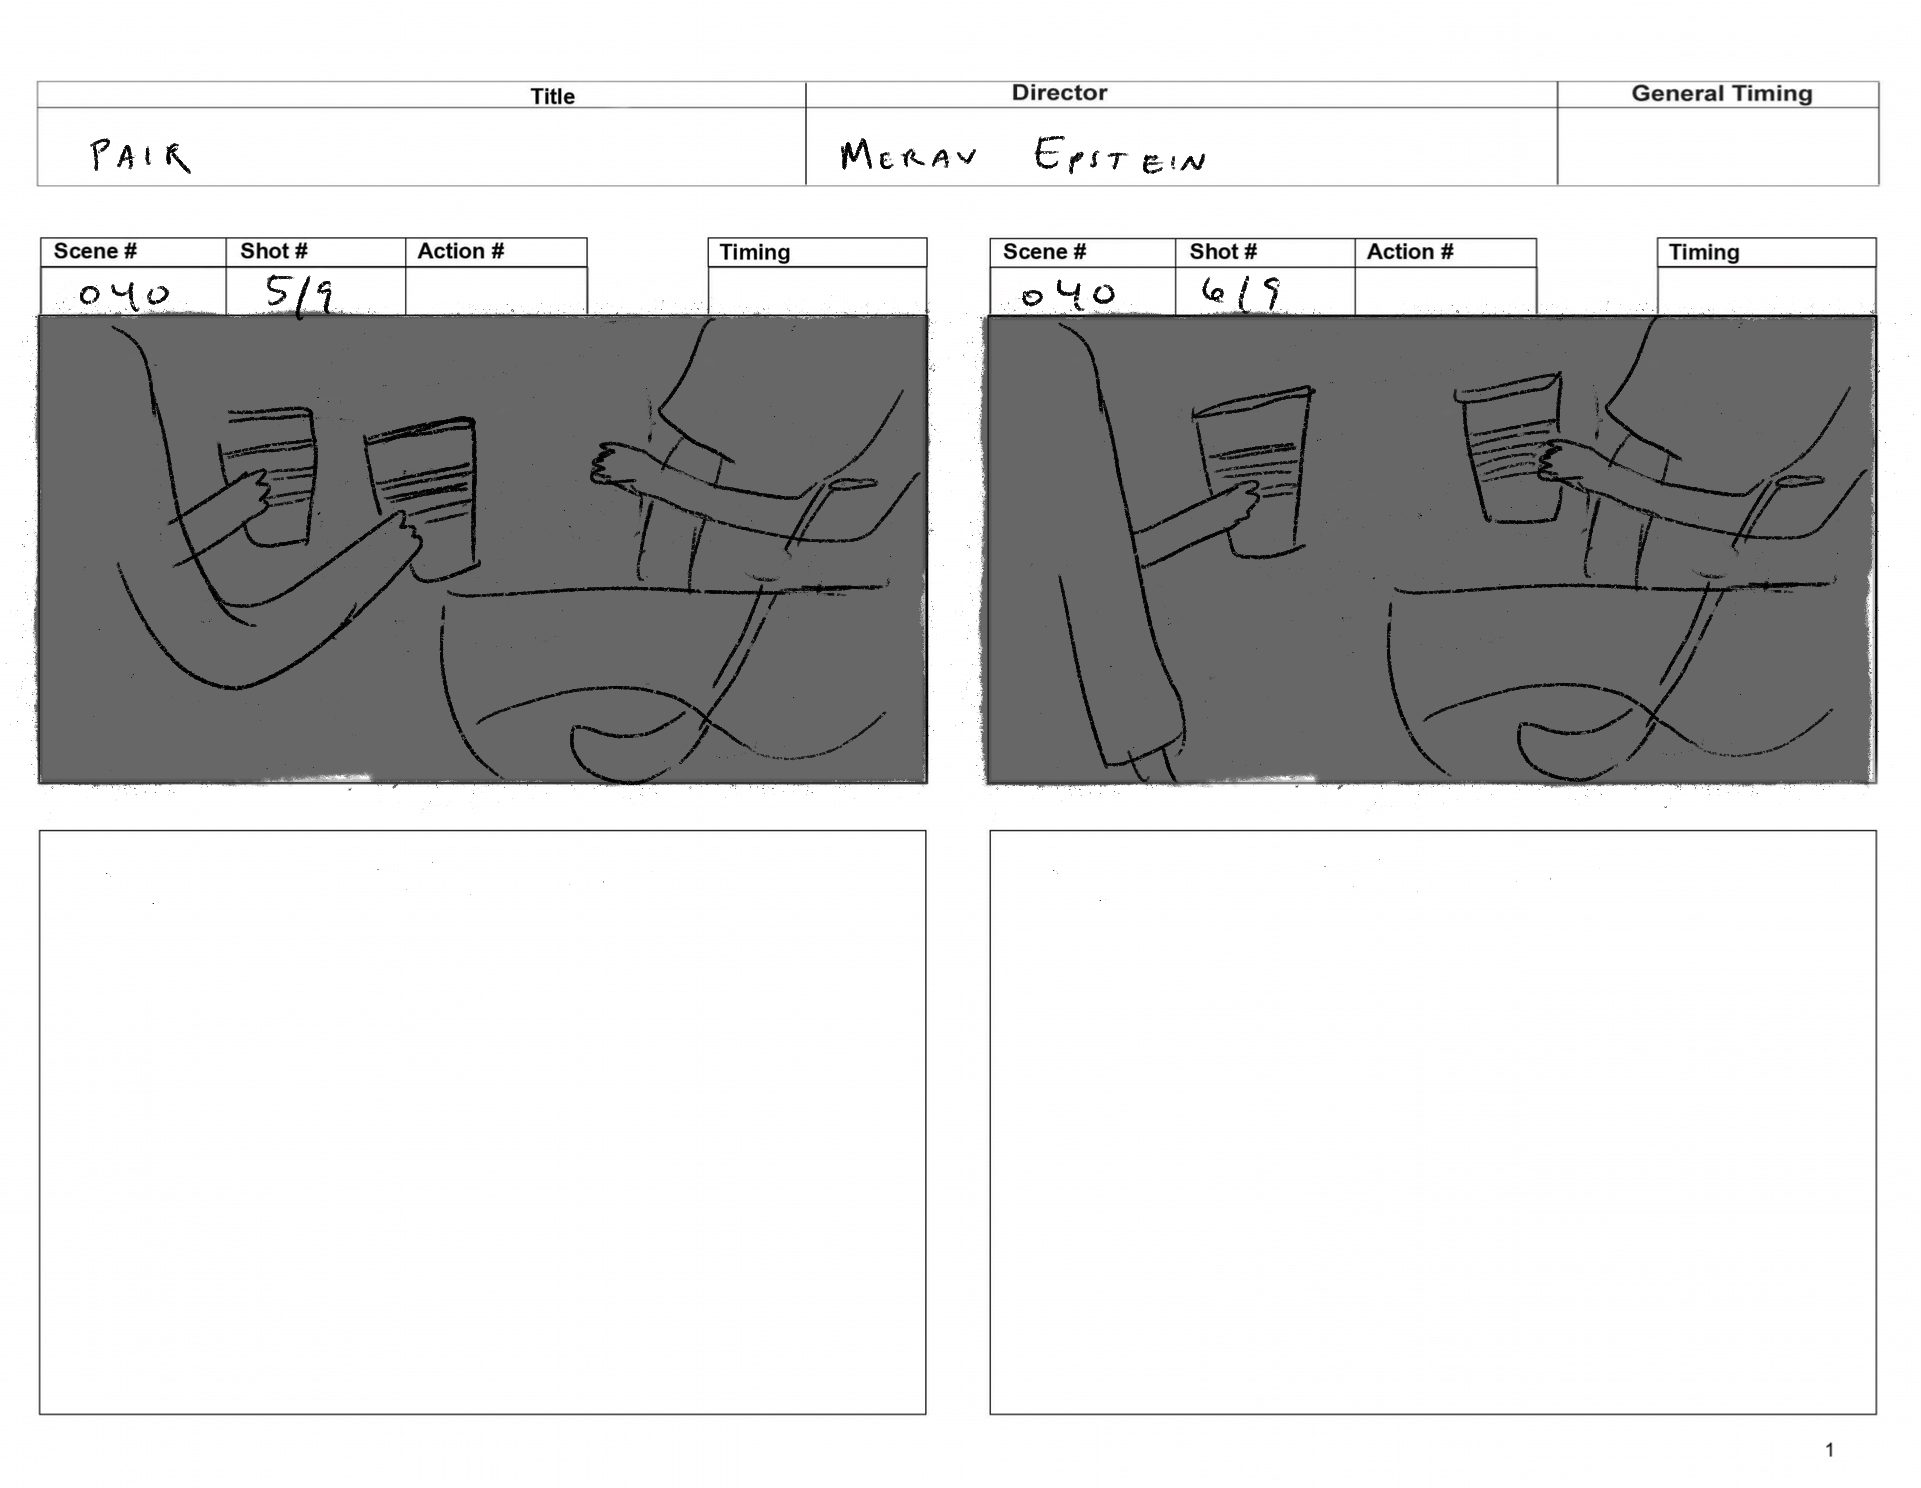 Title Director General Timing
PAIR MERAV EPSTEIN
Scene # Shot # Action # Timing Scene # Shot # Action # Timing
040 5/9 040 6/9
1